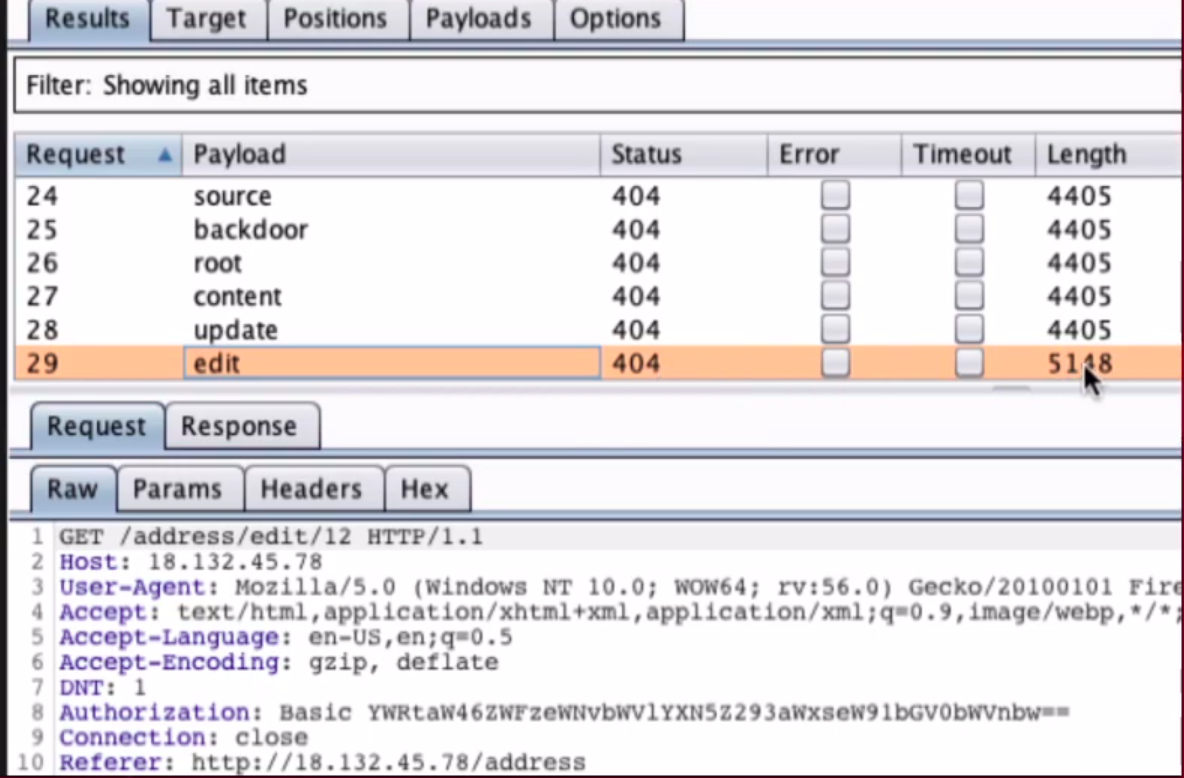 Results Target Positions Payloads Options
Filter: Showing all items
Request Payload Status Error Timeout Length
24 source 404 4405
25 backdoor 404 4405
26 root 404 4405
27 content 404 4405
28 update 404 4405
29 edit 404 5148
Request Response
Raw Params Headers Hex
1 GET /address/edit/12 HTTP/1.1
2 Host: 18.132.45.78
3 User-Agent: Mozilla/5.0 (Windows NT 10.0; WOW64; rv:56.0) Gecko/20100101 Fire
4 Accept: text/html,application/xhtml+xml,application/xml;q=0.9,image/webp,*/*;
5 Accept-Language: en-US,en;q=0.5
6 Accept-Encoding: gzip, deflate
7 DNT: 1
8 Authorization: Basic YWRtaW46ZWFzeWNvbWVlYXN5Z293aWxseW91bGV0bWVnbw==
9 Connection: close
10 Referer: http://18.132.45.78/address